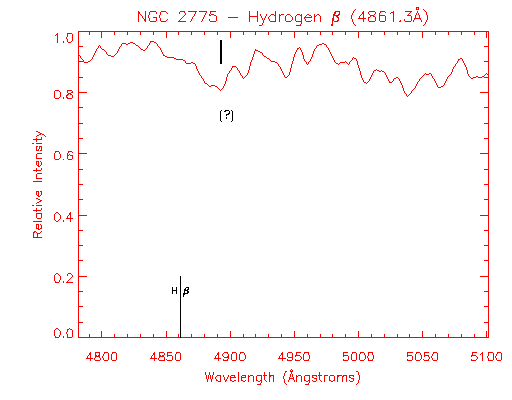 NGC 2775 – Hydrogen β (4861.3Å)
1.0
(?)
0.8
0.6
0.4
0.2
H β
0.0
4800 4850 4900 4950 5000 5050 5100
Wavelength (Ångstroms)
Relative Intensity